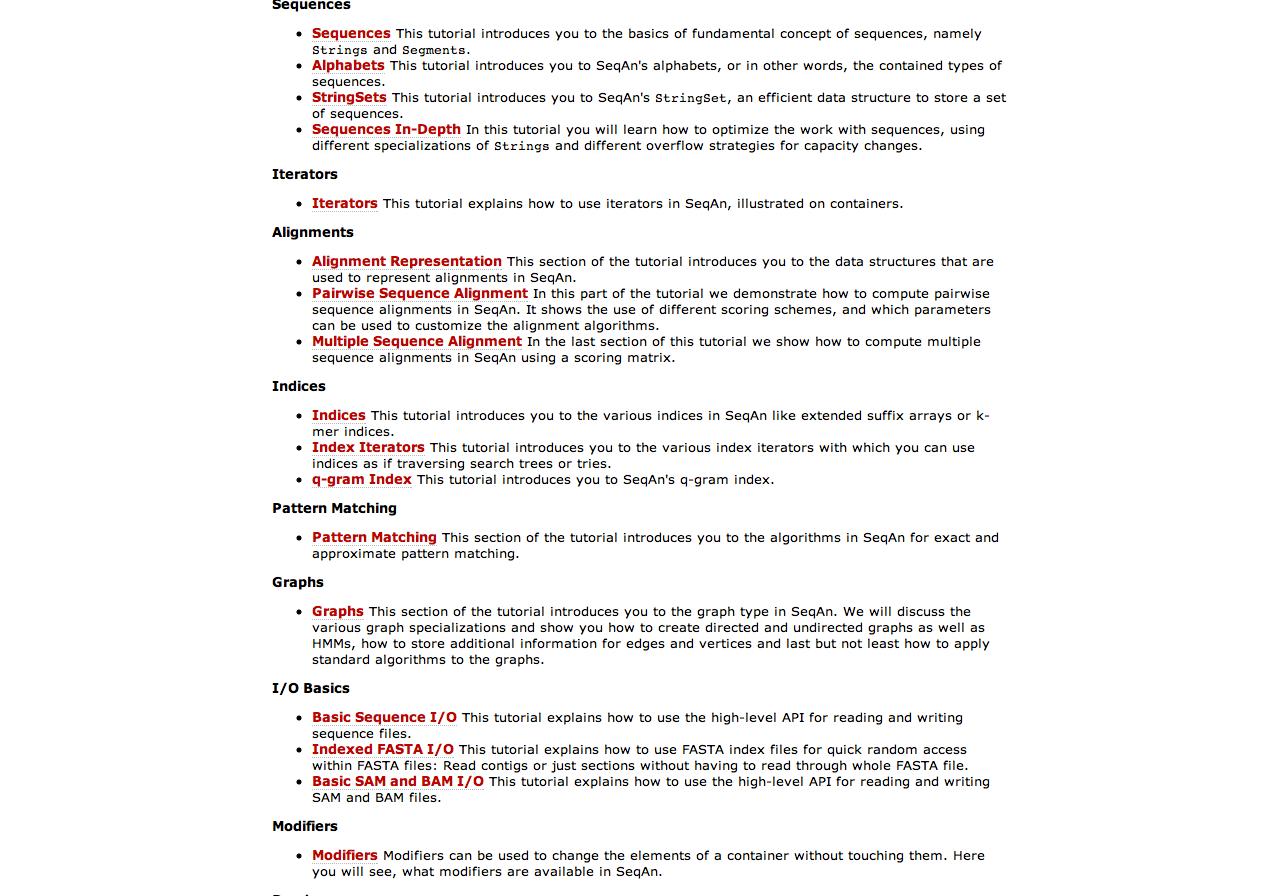 Sequences
Sequences This tutorial introduces you to the basics of fundamental concept of sequences, namely
Strings and Segments.
Alphabets This tutorial introduces you to SeqAn's alphabets, or in other words, the contained types of
sequences.
StringSets This tutorial introduces you to SeqAn's StringSet, an efficient data structure to store a set
of sequences.
Sequences In-Depth In this tutorial you will learn how to optimize the work with sequences, using
different specializations of Strings and different overflow strategies for capacity changes.
Iterators
Iterators This tutorial explains how to use iterators in SeqAn, illustrated on containers.
Alignments
Alignment Representation This section of the tutorial introduces you to the data structures that are
used to represent alignments in SeqAn.
Pairwise Sequence Alignment In this part of the tutorial we demonstrate how to compute pairwise
sequence alignments in SeqAn. It shows the use of different scoring schemes, and which parameters
can be used to customize the alignment algorithms.
Multiple Sequence Alignment In the last section of this tutorial we show how to compute multiple
sequence alignments in SeqAn using a scoring matrix.
Indices
Indices This tutorial introduces you to the various indices in SeqAn like extended suffix arrays or k-
mer indices.
Index Iterators This tutorial introduces you to the various index iterators with which you can use
indices as if traversing search trees or tries.
q-gram Index This tutorial introduces you to SeqAn's q-gram index.
Pattern Matching
Pattern Matching This section of the tutorial introduces you to the algorithms in SeqAn for exact and
approximate pattern matching.
Graphs
Graphs This section of the tutorial introduces you to the graph type in SeqAn. We will discuss the
various graph specializations and show you how to create directed and undirected graphs as well as
HMMs, how to store additional information for edges and vertices and last but not least how to apply
standard algorithms to the graphs.
I/O Basics
Basic Sequence I/O This tutorial explains how to use the high-level API for reading and writing
sequence files.
Indexed FASTA I/O This tutorial explains how to use FASTA index files for quick random access
within FASTA files: Read contigs or just sections without having to read through whole FASTA file.
Basic SAM and BAM I/O This tutorial explains how to use the high-level API for reading and writing
SAM and BAM files.
Modifiers
Modifiers Modifiers can be used to change the elements of a container without touching them. Here
you will see, what modifiers are available in SeqAn.